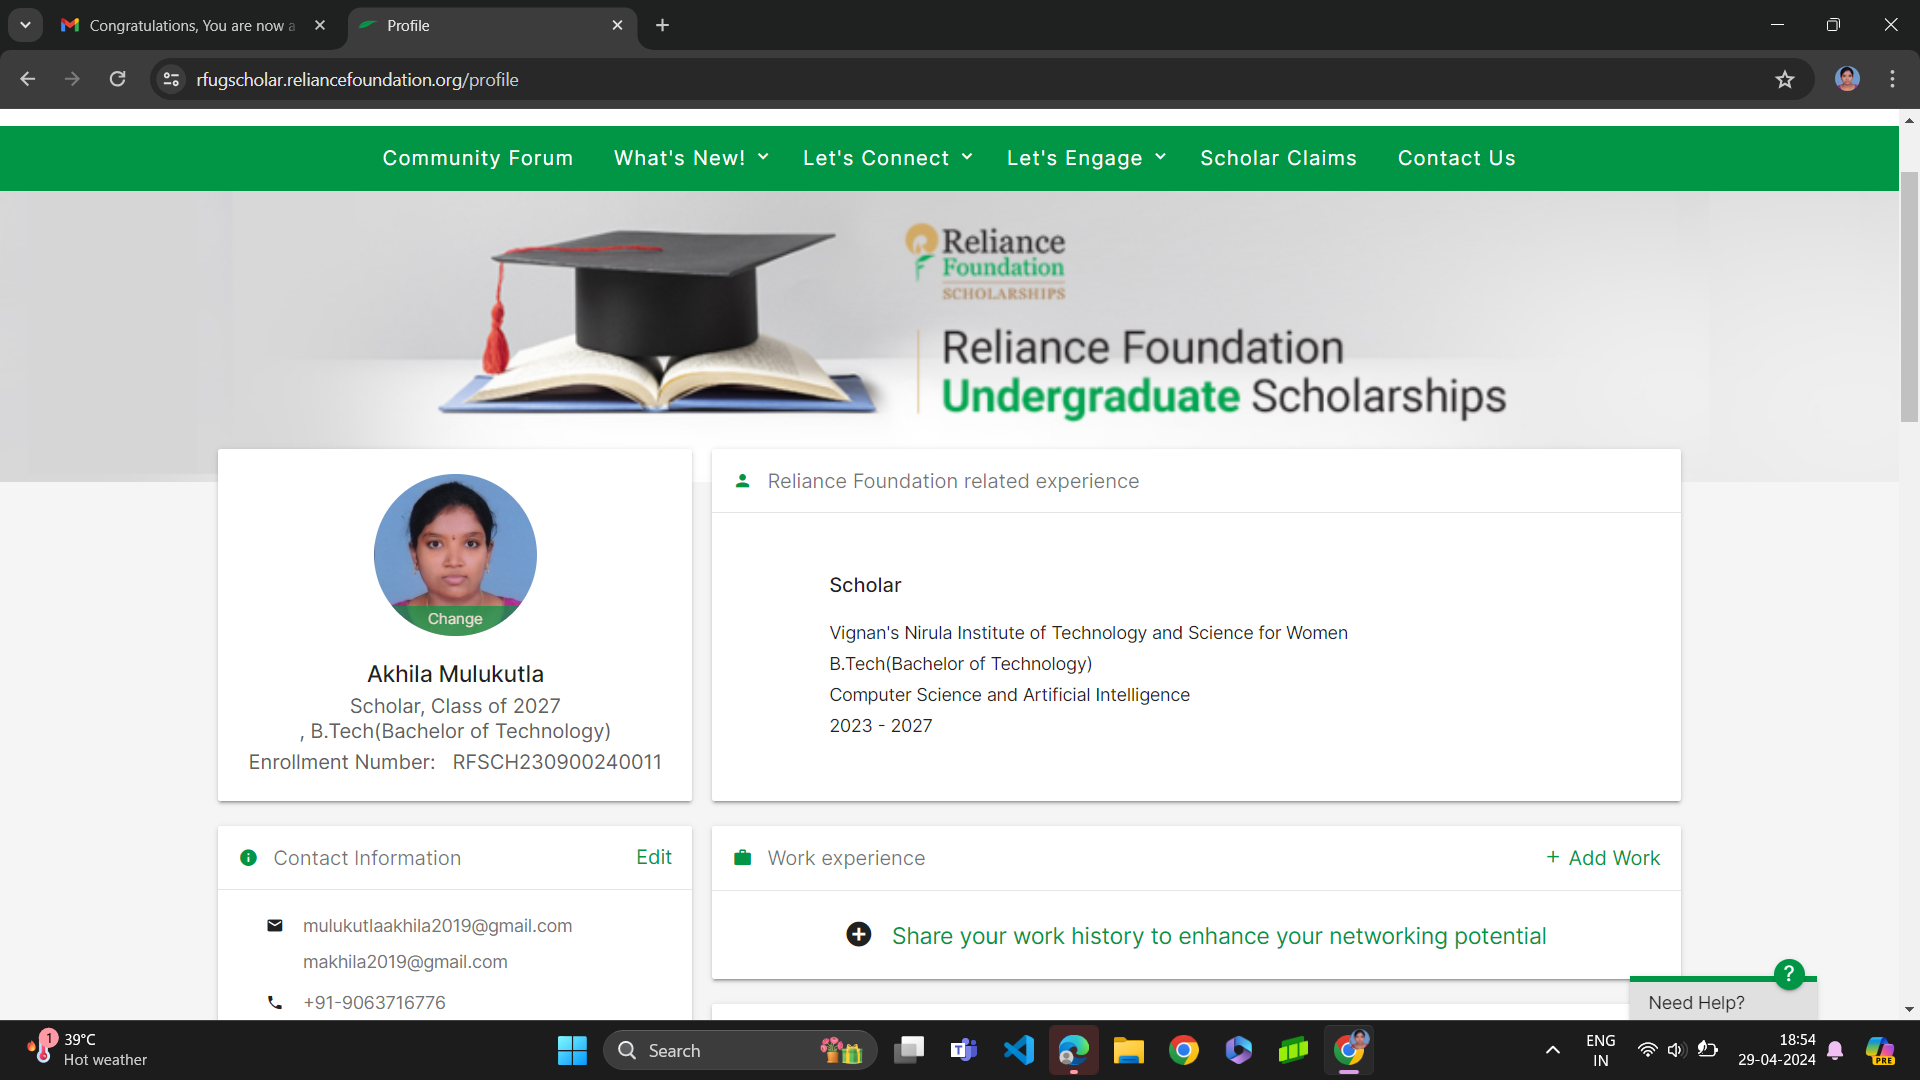 Congratulations, You are now a
Profile
rfugscholar.reliancefoundation.org/profile
Community Forum
What's New!
Let's Connect
Let's Engage
Scholar Claims
Contact Us
Reliance
Foundation
SCHOLARSHIPS
Reliance Foundation
Undergraduate Scholarships
Change
Akhila Mulukutla
Scholar, Class of 2027
, B.Tech(Bachelor of Technology)
Enrollment Number: RFSCH230900240011
Reliance Foundation related experience
Scholar
Vignan's Nirula Institute of Technology and Science for Women
B.Tech(Bachelor of Technology)
Computer Science and Artificial Intelligence
2023 - 2027
Contact Information
Edit
mulukutlaakhila2019@gmail.com
makhila2019@gmail.com
+91-9063716776
Work experience
+ Add Work
Share your work history to enhance your networking potential
?
Need Help?
1
39°C
Hot weather
Search
ENG
IN
18:54
29-04-2024
PRE